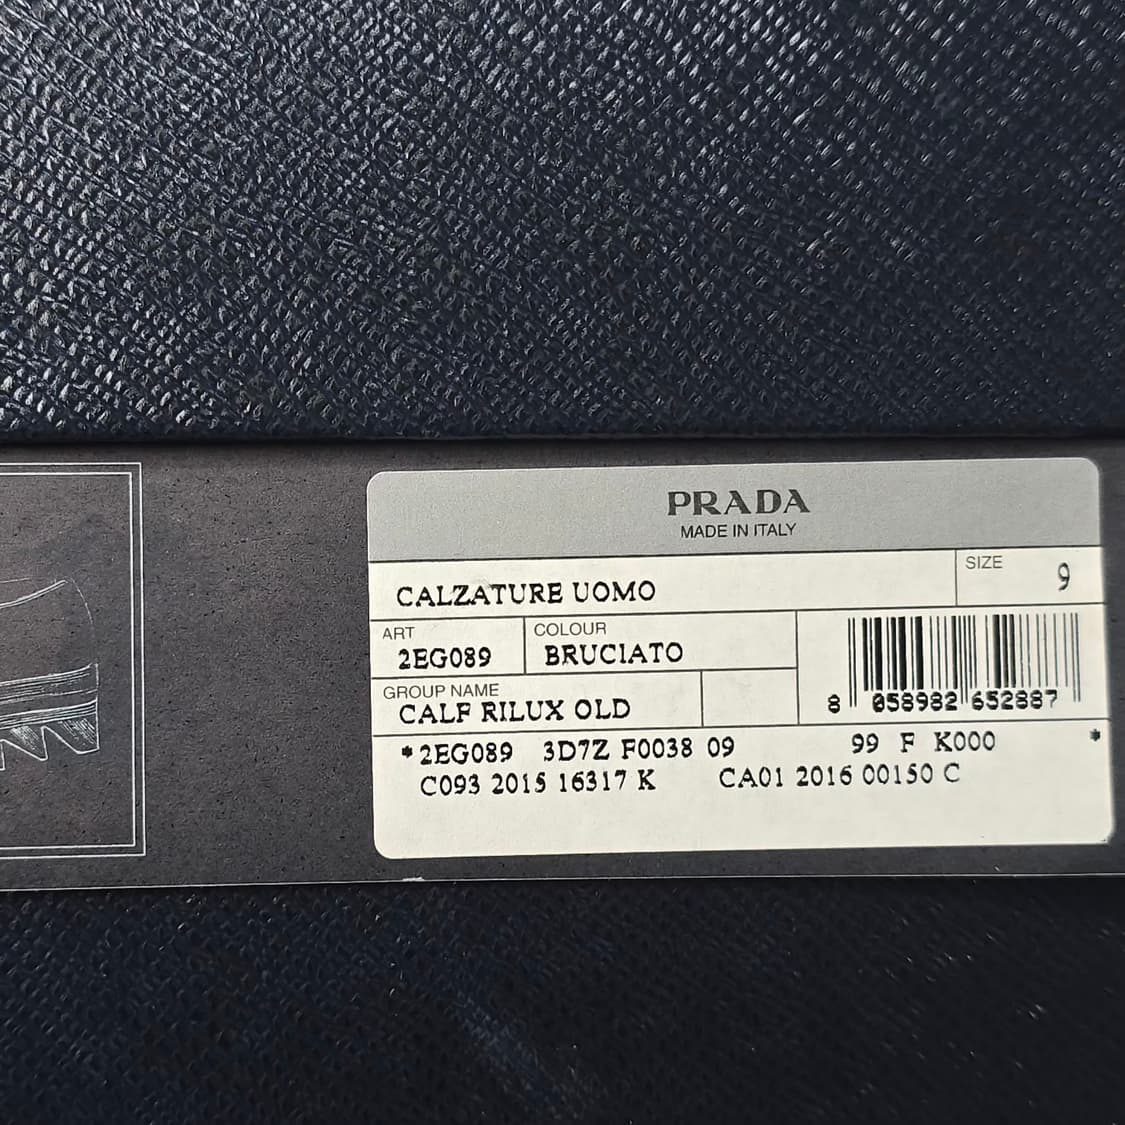 PRADA
MADE IN ITALY
CALZATURE UOMO
SIZE 9
ART
2EG089
COLOUR
BRUCIATO
GROUP NAME
CALF RILUX OLD
8 058982 652887
*2EG089 3D7Z F0038 09 99 F K000 *
C093 2015 16317 K CA01 2016 00150 C